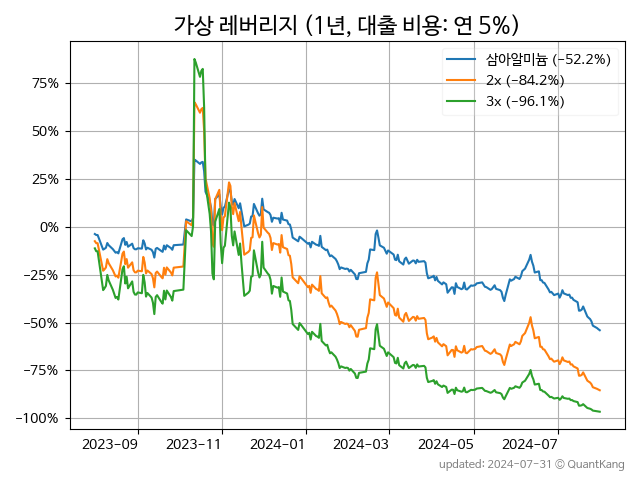 가상 레버리지 (1년, 대출 비용: 연 5%)
삼아알미늄 (−52.2%)
2x (−84.2%)
3x (−96.1%)
75%
50%
25%
0%
−25%
−50%
−75%
−100%
2023-09
2023-11
2024-01
2024-03
2024-05
2024-07
updated: 2024-07-31 © QuantKang